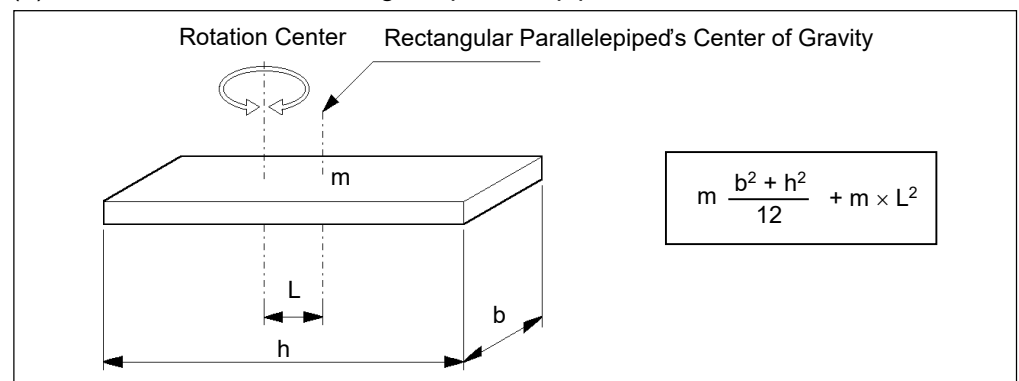 Rotation Center
Rectangular Parallelepiped's Center of Gravity
m
m b² + h² / 12 + m × L²
L
b
h